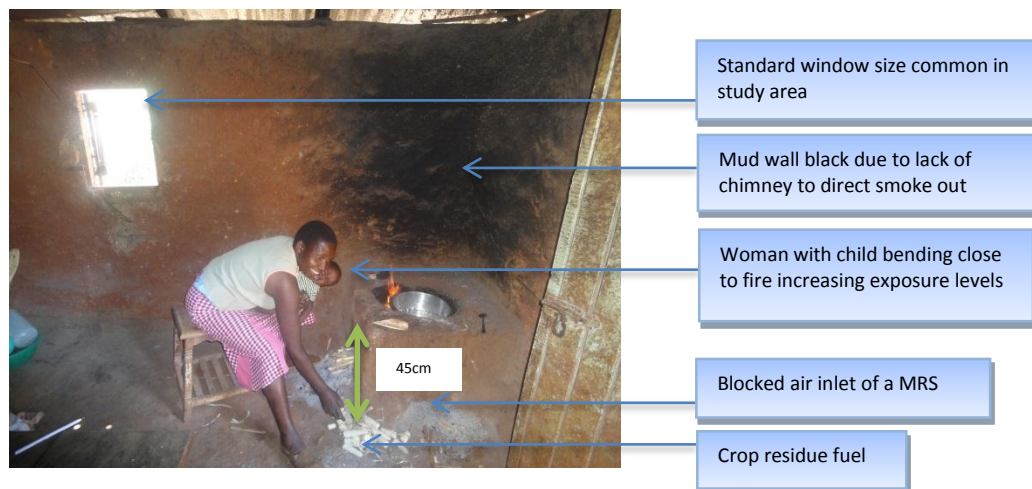 Standard window size common in
study area
Mud wall black due to lack of
chimney to direct smoke out
Woman with child bending close
to fire increasing exposure levels
45cm
Blocked air inlet of a MRS
Crop residue fuel